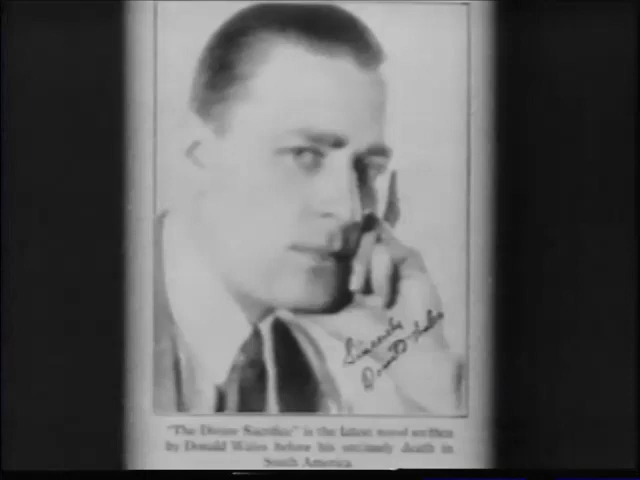 Sincerely
Donald Wales
"The Divine Sacrifice" is the latest novel written
by Donald Wales before his untimely death in
South America